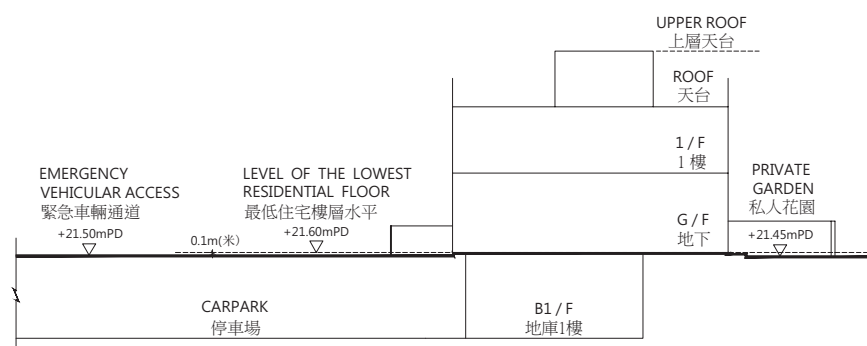 UPPER ROOF
上層天台
ROOF
天台
1 / F
1 樓
EMERGENCY
VEHICULAR ACCESS
緊急車輛通道
+21.50mPD
0.1m(米)
LEVEL OF THE LOWEST
RESIDENTIAL FLOOR
最低住宅樓層水平
+21.60mPD
G / F
地下
PRIVATE
GARDEN
私人花園
+21.45mPD
CARPARK
停車場
B1 / F
地庫1樓